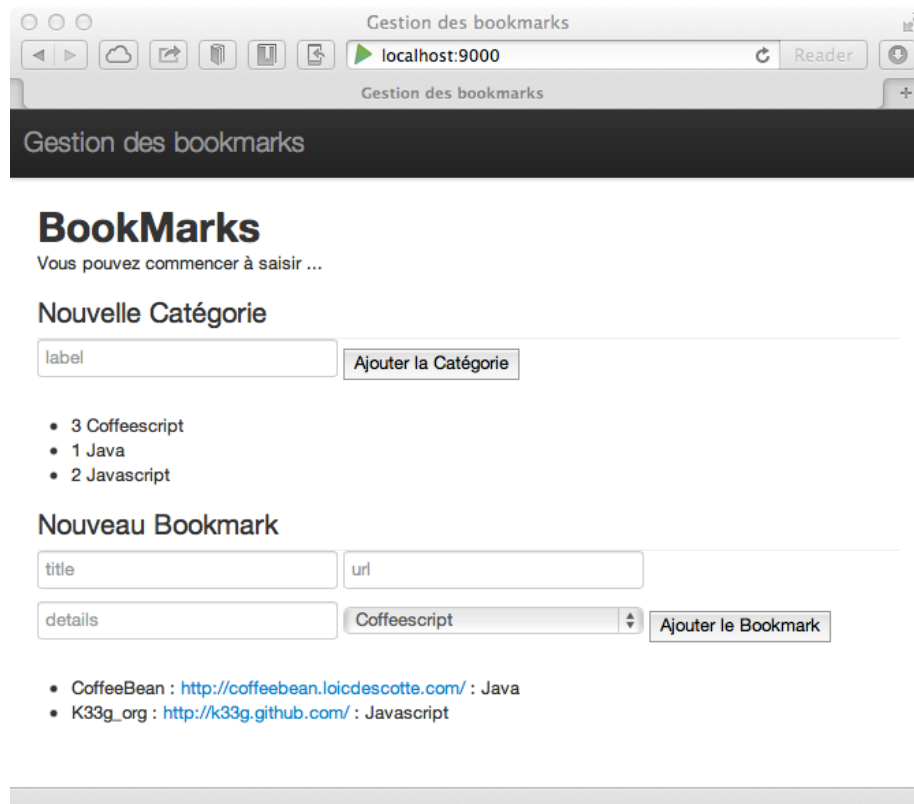 Gestion des bookmarks
localhost:9000
Reader
Gestion des bookmarks
Gestion des bookmarks
BookMarks
Vous pouvez commencer à saisir ...
Nouvelle Catégorie
label Ajouter la Catégorie
3 Coffeescript
1 Java
2 Javascript
Nouveau Bookmark
title url
details Coffeescript Ajouter le Bookmark
CoffeeBean : http://coffeebean.loicdescotte.com/ : Java
K33g_org : http://k33g.github.com/ : Javascript